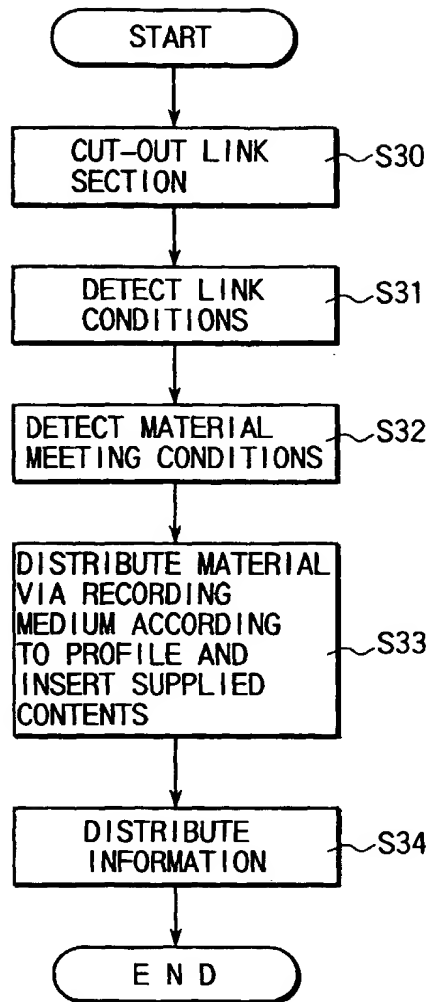 START
CUT-OUT LINK
SECTION
S30
DETECT LINK
CONDITIONS
S31
DETECT MATERIAL
MEETING CONDITIONS
S32
DISTRIBUTE MATERIAL
VIA RECORDING
MEDIUM ACCORDING
TO PROFILE AND
INSERT SUPPLIED
CONTENTS
S33
DISTRIBUTE
INFORMATION
S34
END